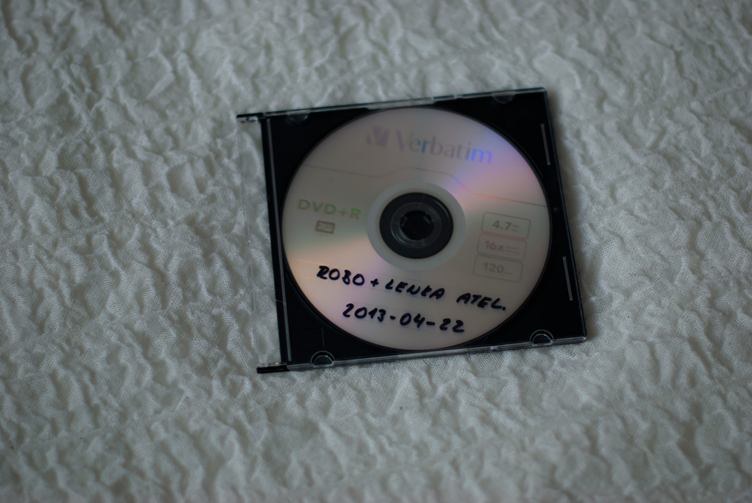 Verbatim
DVD+R
4.7
16x
120
ROBO + LENKA ATEL.
2013-04-22